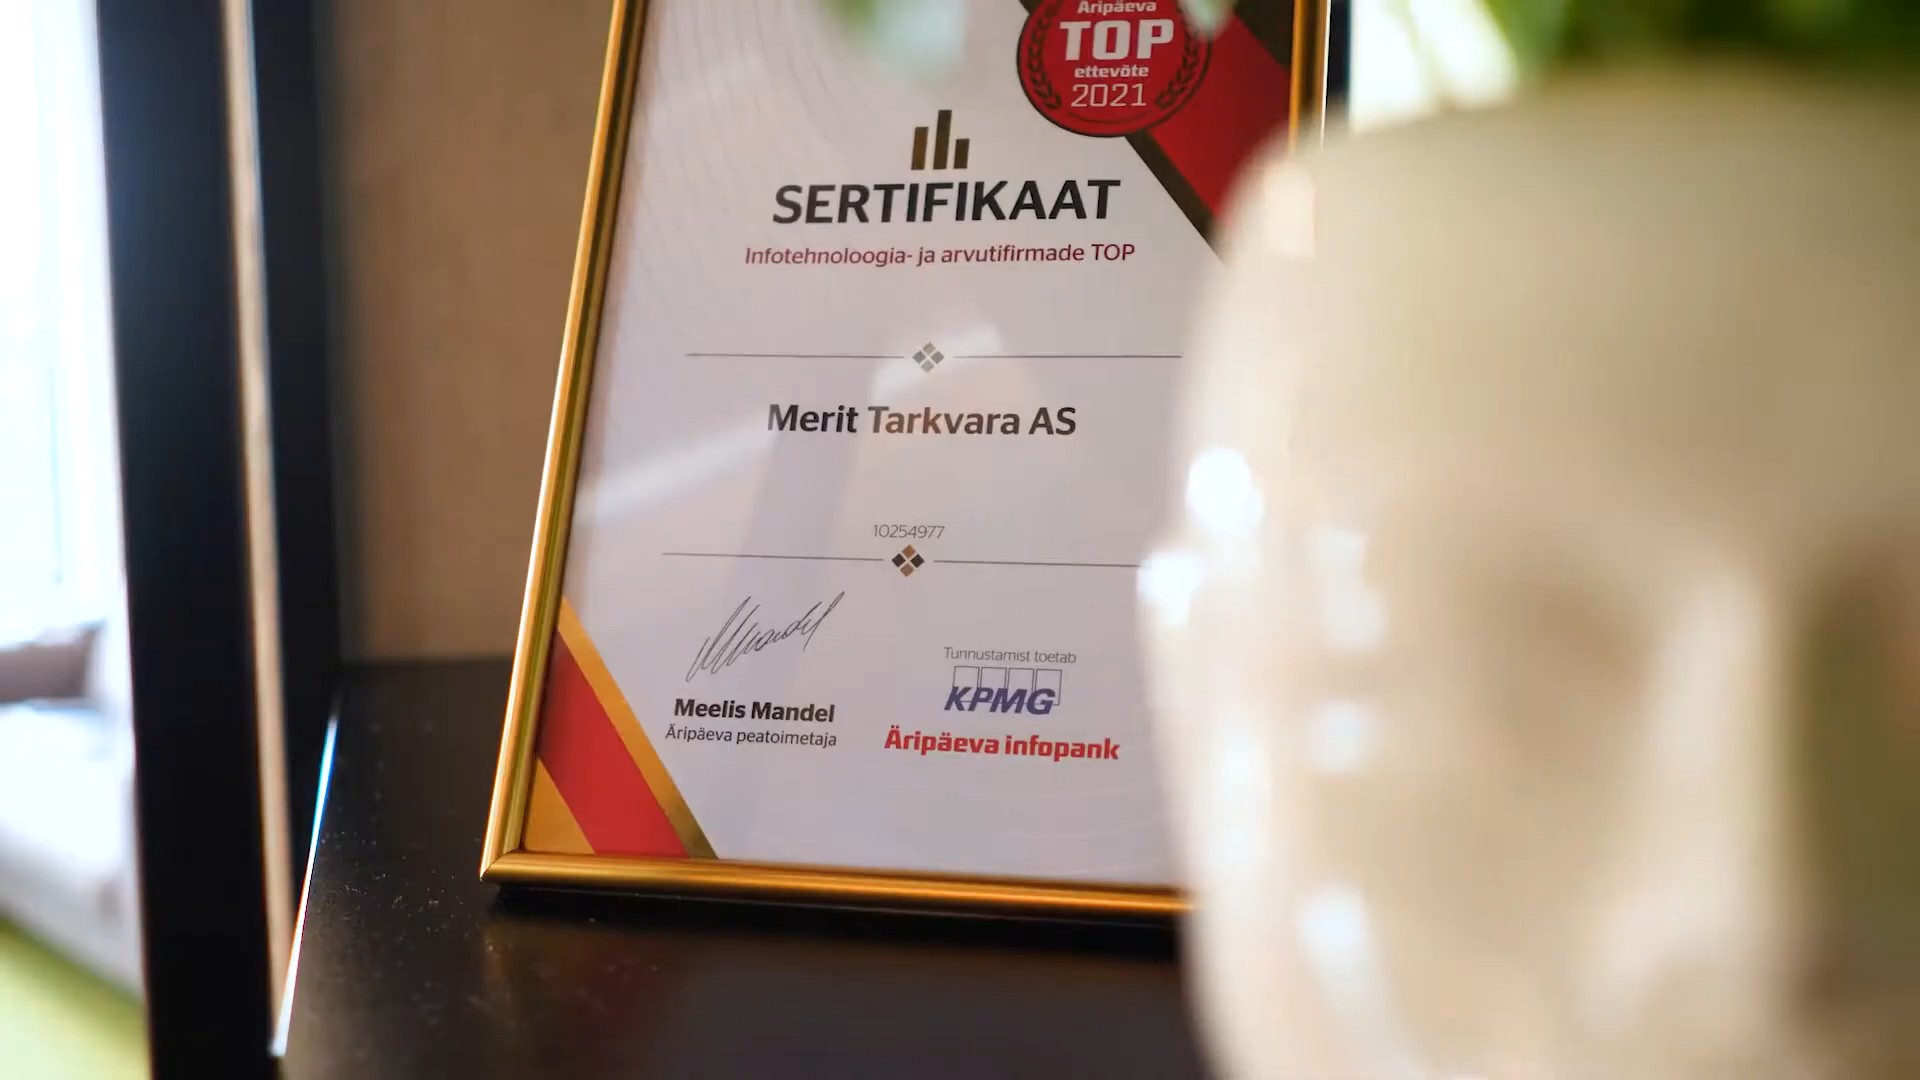 Äripäeva
TOP
ettevõte
2021
SERTIFIKAAT
Infotehnoloogia- ja arvutifirmade TOP
Merit Tarkvara AS
10254977
Mandel
Meelis Mandel
Äripäeva peatoimetaja
Tunnustamist toetab
KPMG
Äripäeva infopank